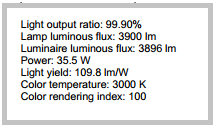 Light output ratio: 99.90%
Lamp luminous flux: 3900 lm
Luminaire luminous flux: 3896 lm
Power: 35.5 W
Light yield: 109.8 lm/W
Color temperature: 3000 K
Color rendering index: 100